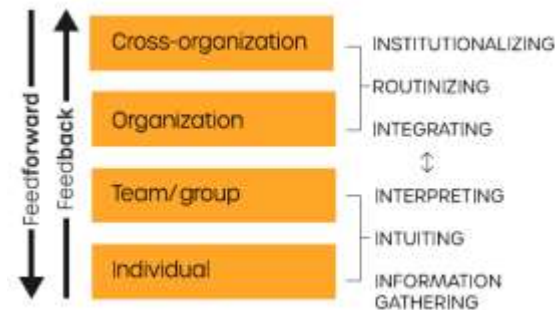 Feedforward
Feedback
Cross-organization
Organization
Team/group
Individual
INSTITUTIONALIZING
ROUTINIZING
INTEGRATING
INTERPRETING
INTUITING
INFORMATION
GATHERING